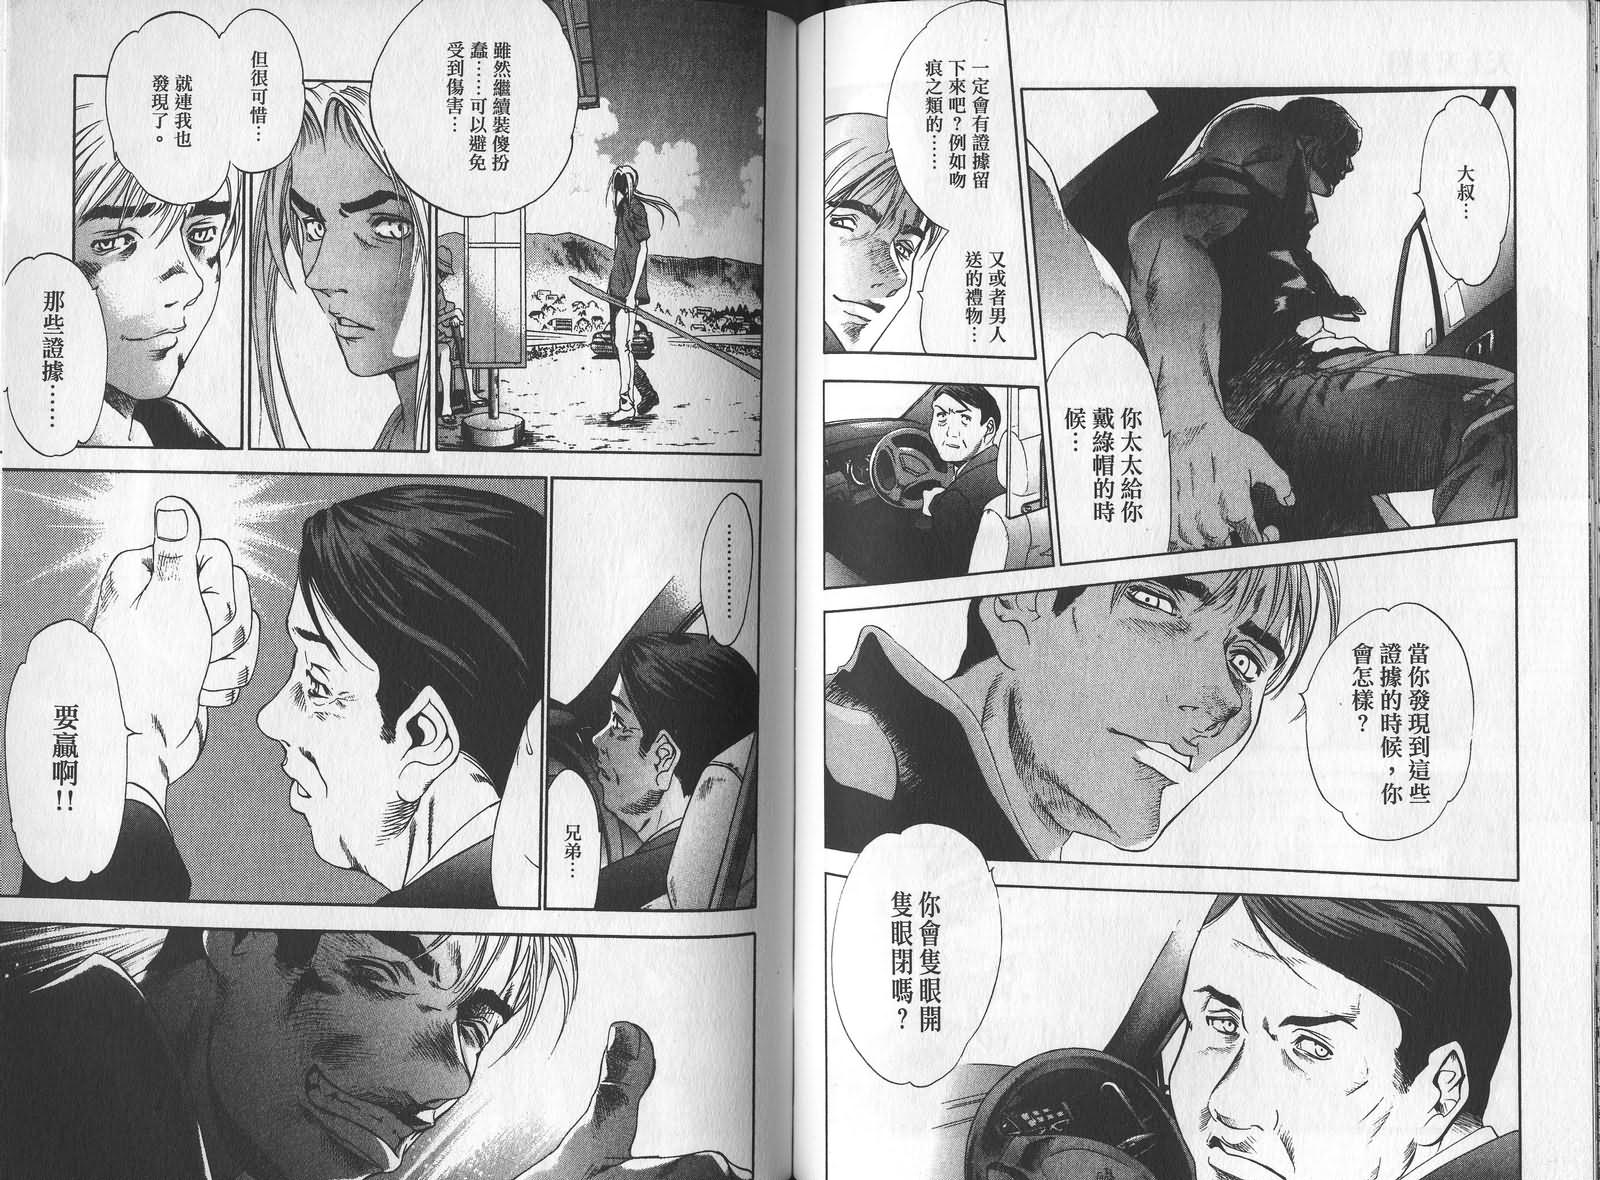 大叔…
你太太給你
戴綠帽的時
候…
一定會有證據留
下來吧？例如吻
痕之類的……
又或者男人
送的禮物…
當你發現到這些
證據的時候，你
會怎樣？
你會隻眼開
隻眼閉嗎？
雖然繼續裝傻扮
蠢……可以避免
受到傷害…
但很可惜…
就連我也
發現了。
那些證據……
………
兄弟…
要贏啊!!